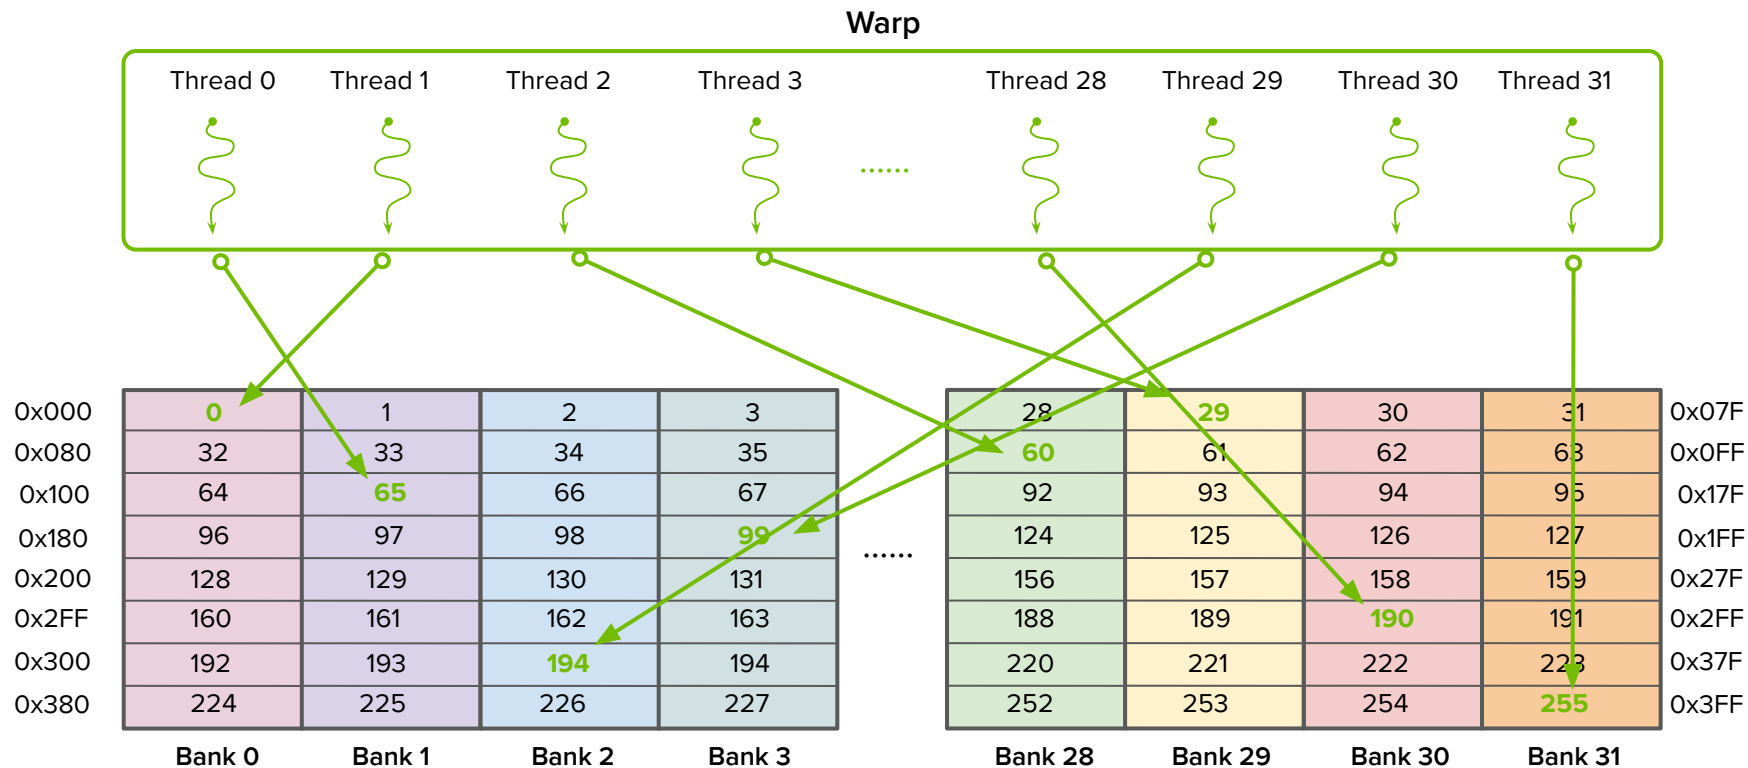 Warp
Thread 0 Thread 1 Thread 2 Thread 3 Thread 28 Thread 29 Thread 30 Thread 31
......
0x000 0 1 2 3 28 29 30 31 0x07F
0x080 32 33 34 35 60 61 62 63 0x0FF
0x100 64 65 66 67 92 93 94 95 0x17F
0x180 96 97 98 99 ...... 124 125 126 127 0x1FF
0x200 128 129 130 131 156 157 158 159 0x27F
0x2FF 160 161 162 163 188 189 190 191 0x2FF
0x300 192 193 194 194 220 221 222 223 0x37F
0x380 224 225 226 227 252 253 254 255 0x3FF
Bank 0 Bank 1 Bank 2 Bank 3 Bank 28 Bank 29 Bank 30 Bank 31